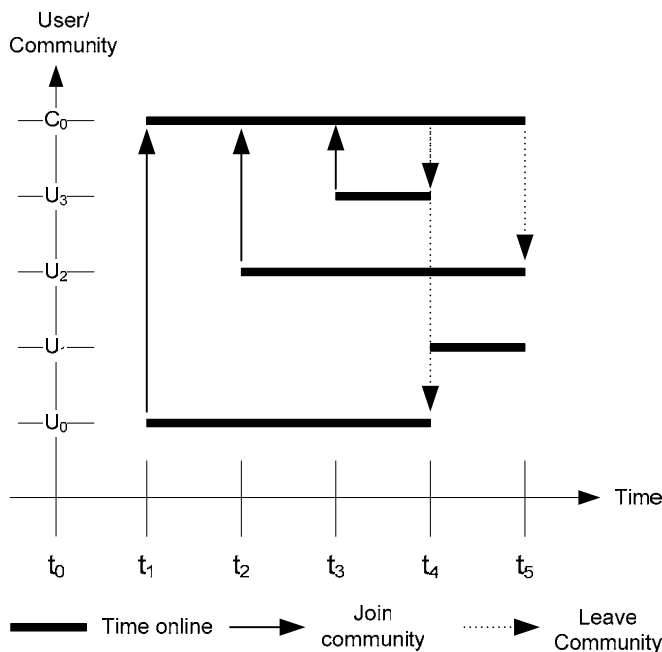 User/
Community
C₀
U₃
U₂
U₀
Time
t₀ t₁ t₂ t₃ t₄ t₅
Time online
Join
community
Leave
Community